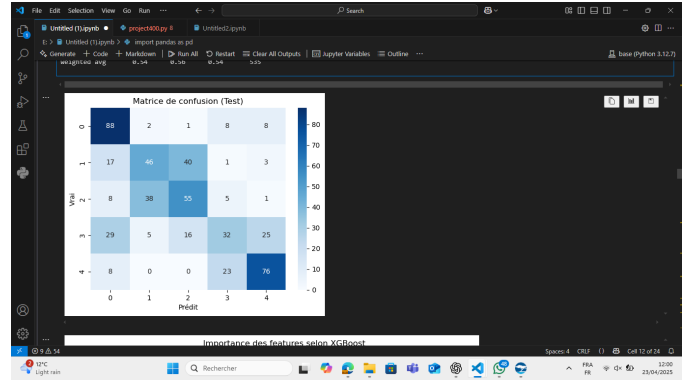 File Edit Selection View Go Run ... Search
Untitled (1).ipynb project400.py 8 Untitled2.ipynb
E: > Untitled (1).ipynb > import pandas as pd
Generate + Code + Markdown Run All Restart Clear All Outputs Jupyter Variables Outline ... base (Python 3.12.7)
weighted avg 0.54 0.56 0.54 535
Matrice de confusion (Test)
0 88 2 1 8 8
1 17 46 40 1 3
2 8 38 55 5 1
3 29 5 16 32 25
4 8 0 0 23 76
0 1 2 3 4
Prédit
Vrai
80
70
60
50
40
30
20
10
0
Importance des features selon XGBoost
9 54 Spaces: 4 CRLF {} Cell 12 of 24
12°C
Light rain
Rechercher
FRA
FR
12:00
23/04/2025